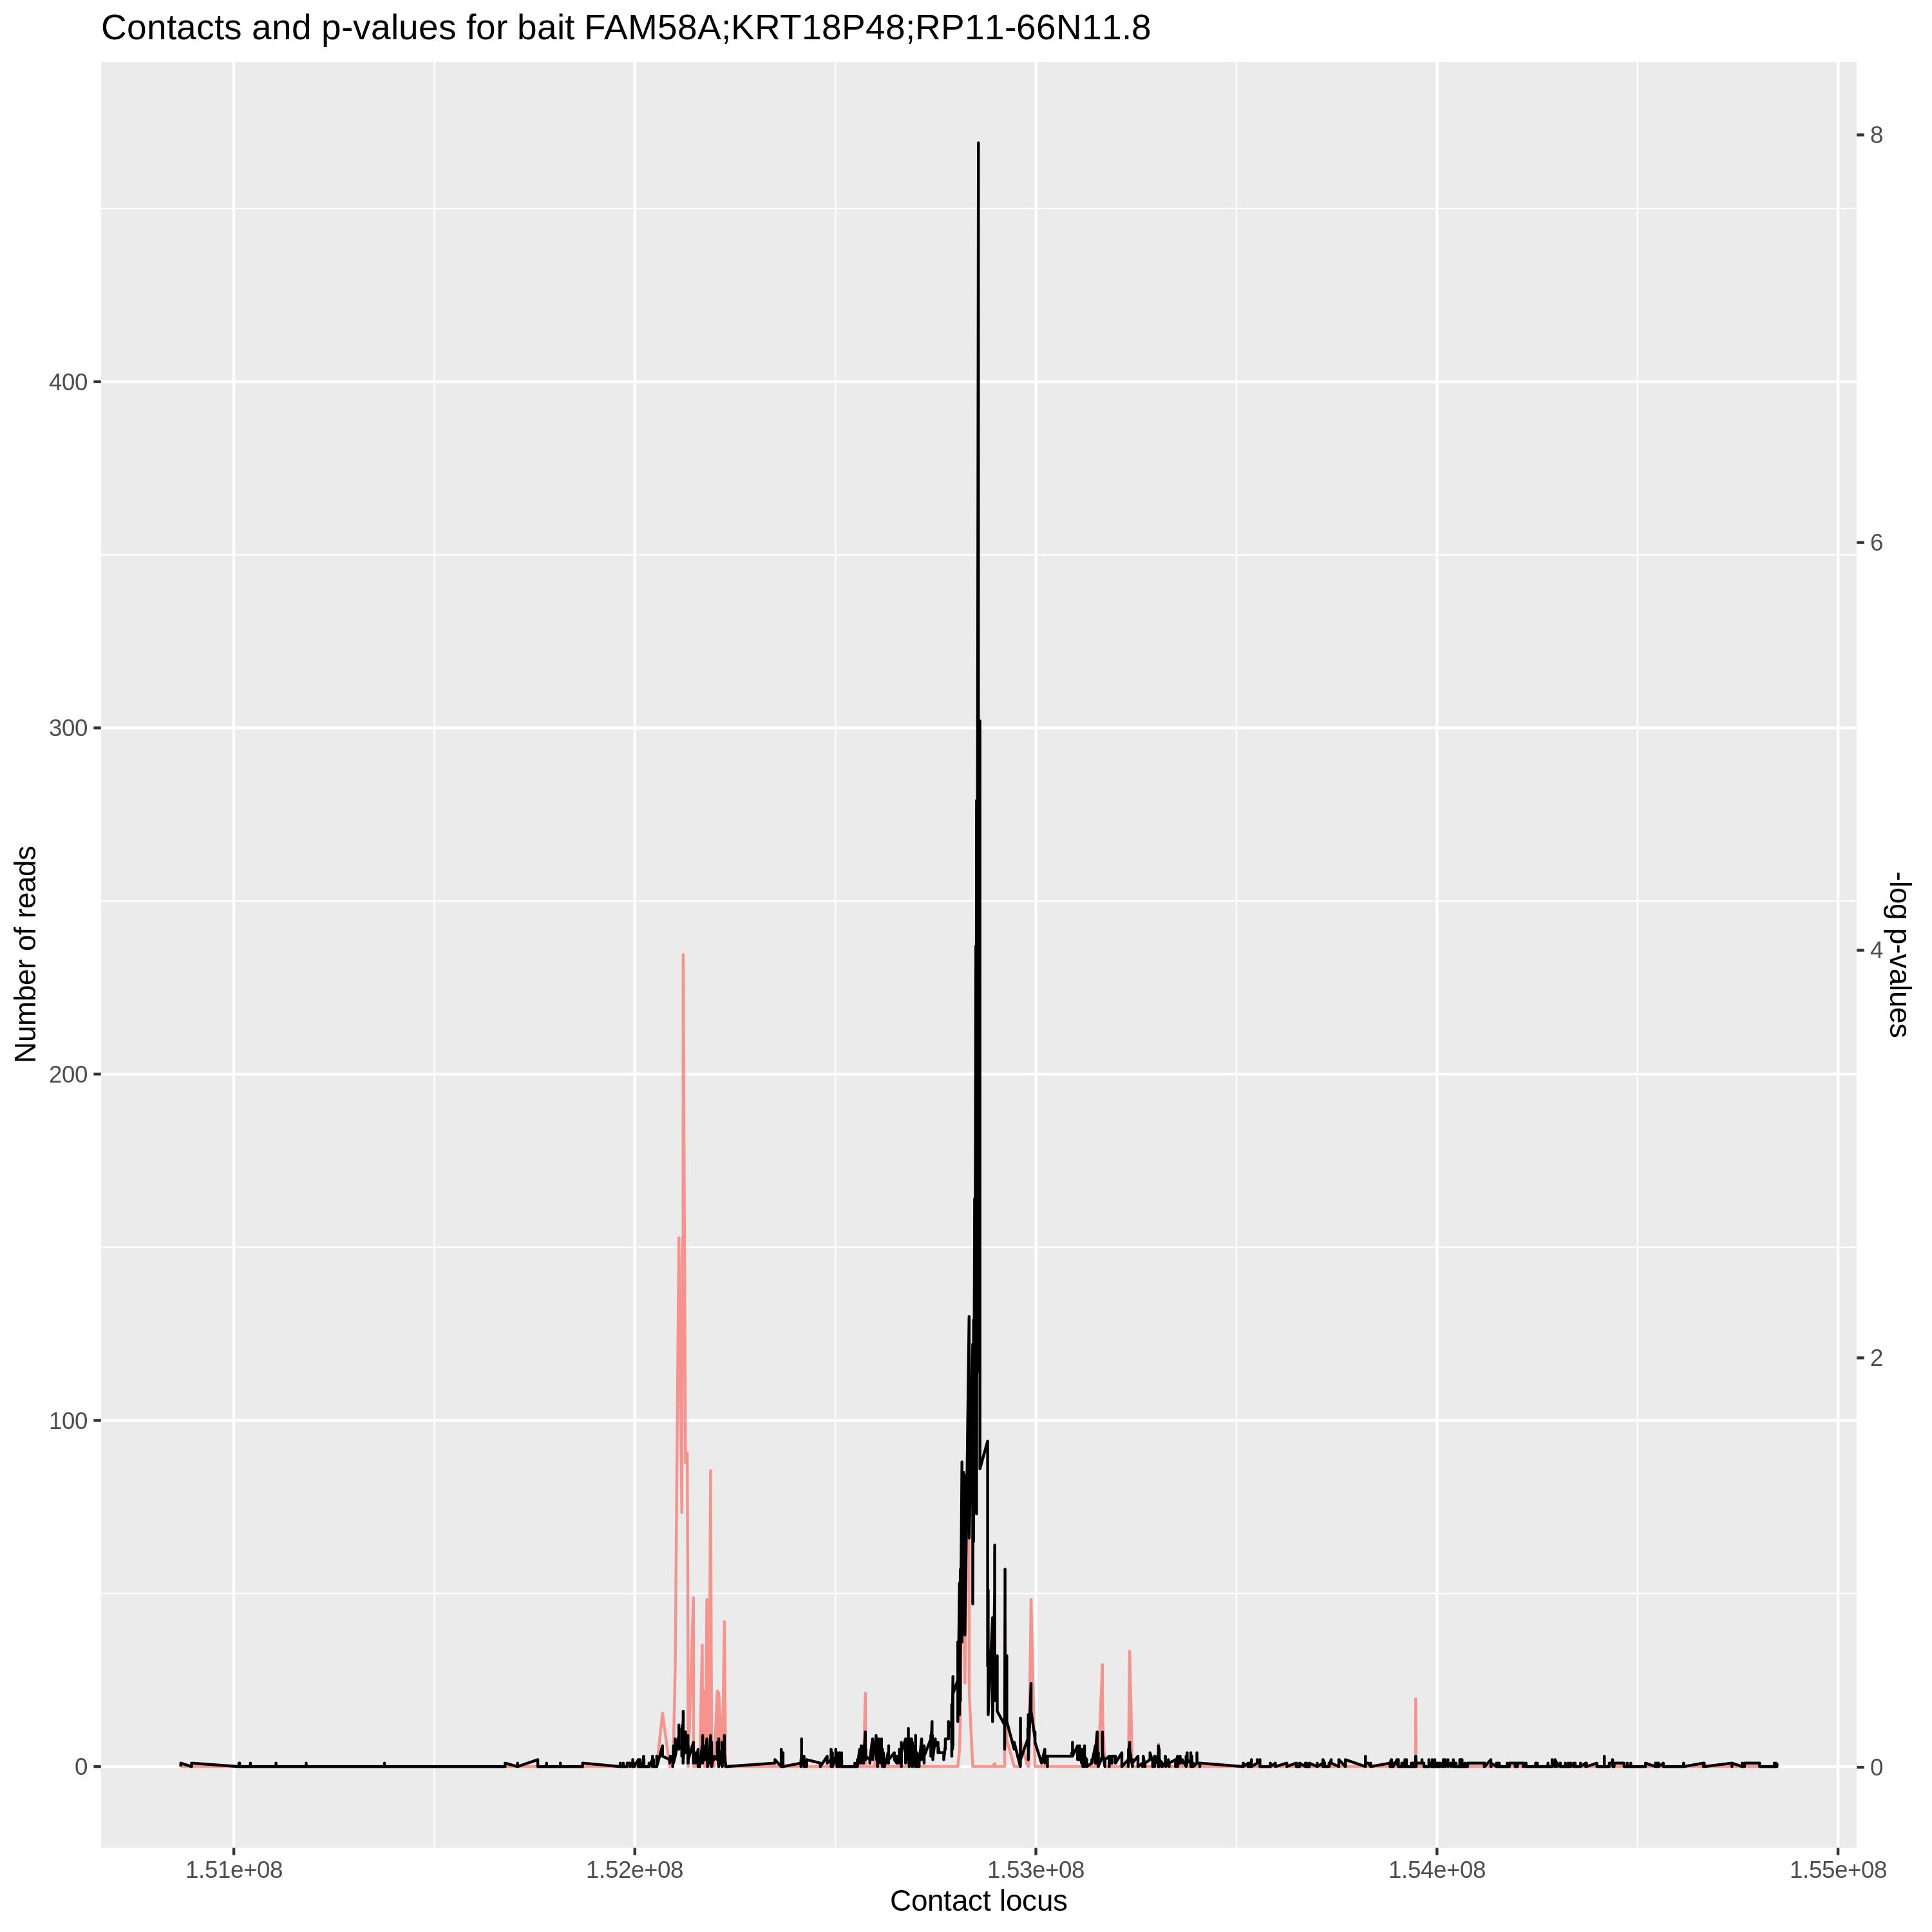 Contacts and p-values for bait FAM58A;KRT18P48;RP11-66N11.8
Number of reads
400
300
200
100
0
8
6
4
2
0
-log p-values
1.51e+08
1.52e+08
1.53e+08
1.54e+08
1.55e+08
Contact locus